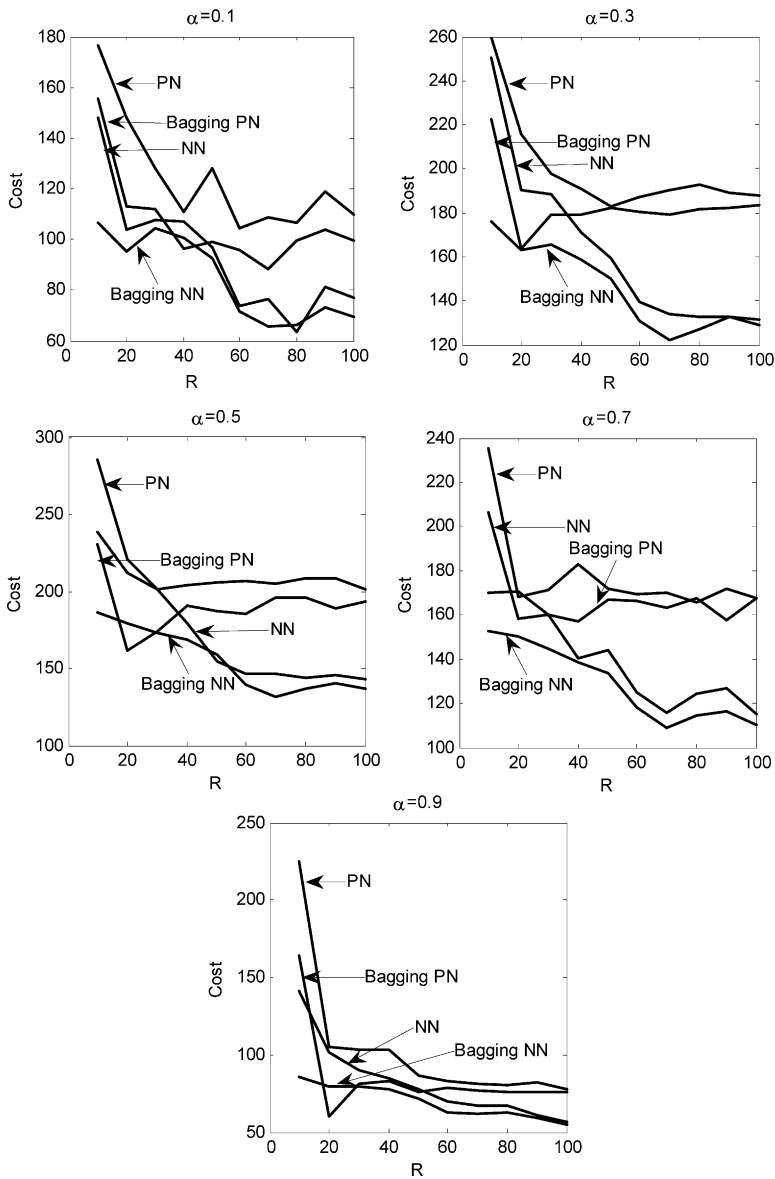 α=0.1
180
160
140
120
100
80
60
0
20
40
60
80
100
Cost
R
PN
Bagging PN
NN
Bagging NN
α=0.3
260
240
220
200
180
160
140
120
0
20
40
60
80
100
Cost
R
PN
Bagging PN
NN
Bagging NN
α=0.5
300
250
200
150
100
0
20
40
60
80
100
Cost
R
PN
Bagging PN
NN
Bagging NN
α=0.7
240
220
200
180
160
140
120
100
0
20
40
60
80
100
Cost
R
PN
NN
Bagging PN
Bagging NN
α=0.9
250
200
150
100
50
0
20
40
60
80
100
Cost
R
PN
Bagging PN
NN
Bagging NN